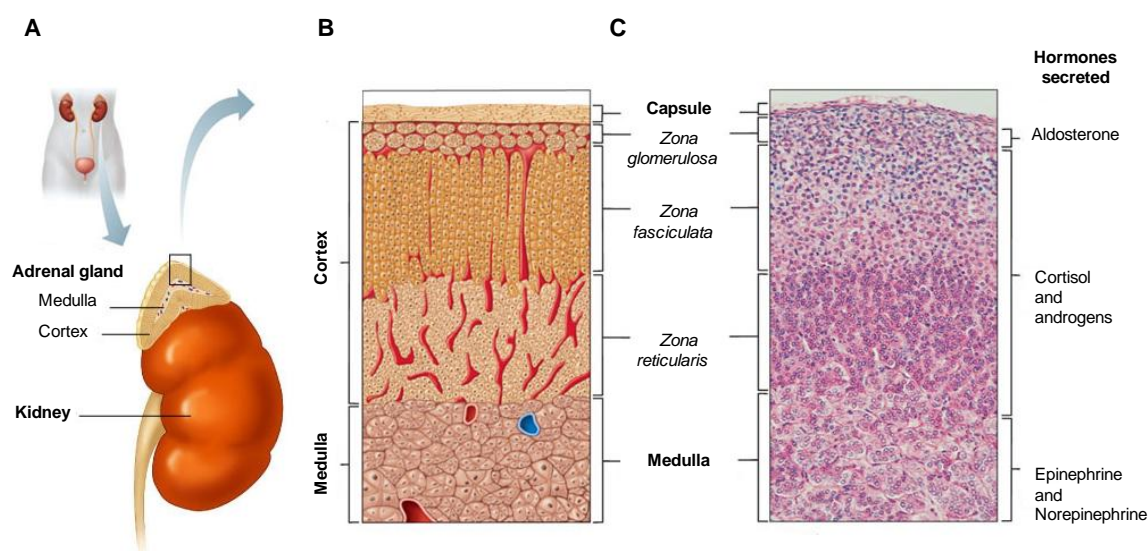 A
B
C
Hormones
secreted
Capsule
Zona
glomerulosa
Aldosterone
Zona
fasciculata
Cortex
Adrenal gland
Medulla
Cortex
Cortisol
and
androgens
Zona
reticularis
Kidney
Medulla
Medulla
Epinephrine
and
Norepinephrine